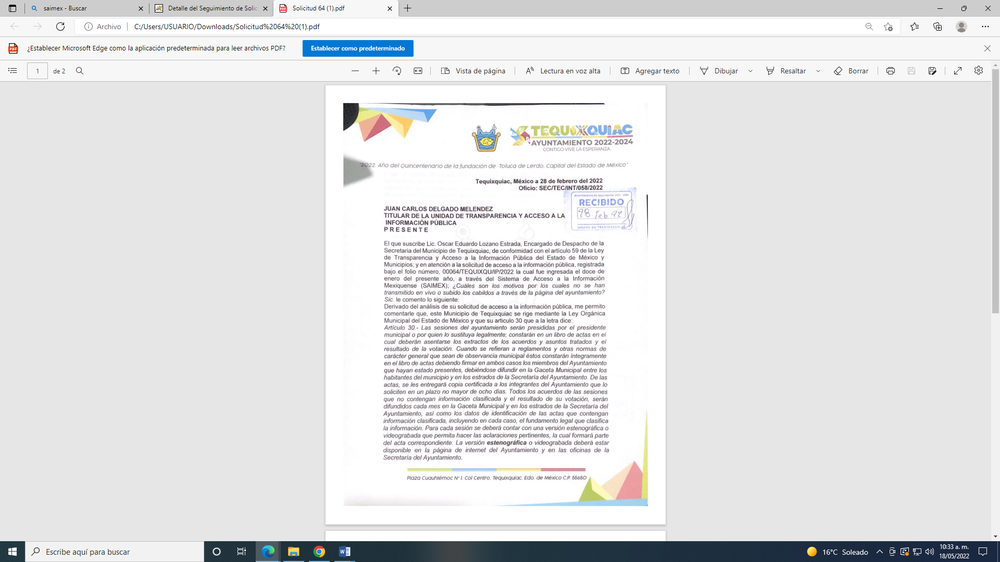 saimex - Buscar
Detalle del Seguimiento de Solic
Solicitud 64 (1).pdf
Archivo
C:/Users/USUARIO/Downloads/Solicitud%2064%20(1).pdf
¿Establecer Microsoft Edge como la aplicación predeterminada para leer archivos PDF?
Establecer como predeterminado
1 de 2
Vista de página
Lectura en voz alta
Agregar texto
Dibujar
Resaltar
Borrar
TEQUIXQUIAC
AYUNTAMIENTO 2022-2024
CONTIGO VIVE LA ESPERANZA
"2022. Año del Quincentenario de la fundación de Toluca de Lerdo. Capital del Estado de México"
Tequixquiac, México a 28 de febrero del 2022
Oficio: SEC/TEC/INT/058/2022
AYUNTAMIENTO DE TEQUIXQUIAC 2022 - 2024
RECIBIDO
28 Feb 22
UNIDAD DE TRANSPARENCIA
JUAN CARLOS DELGADO MELENDEZ
TITULAR DE LA UNIDAD DE TRANSPARENCIA Y ACCESO A LA
INFORMACIÓN PÚBLICA
P R E S E N T E
El que suscribe Lic. Oscar Eduardo Lozano Estrada, Encargado de Despacho de la
Secretaria del Municipio de Tequixquiac, de conformidad con el artículo 59 de la Ley
de Transparencia y Acceso a la Información Pública del Estado de México y
Municipios; y en atención a la solicitud de acceso a la información pública, registrada
bajo el folio número, 00064/TEQUIXQU/IP/2022 la cual fue ingresada el doce de
enero del presente año, a través del Sistema de Acceso a la Información
Mexiquense (SAIMEX); ¿Cuáles son los motivos por los cuales no se han
transmitido en vivo o subido los cabildos a través de la página del ayuntamiento?
Sic. le comento lo siguiente:
Derivado del análisis de su solicitud de acceso a la información pública, me permito
comentarle que, este Municipio de Tequixquiac se rige mediante la Ley Orgánica
Municipal del Estado de México y que su articulo 30 que a la letra dice:
Artículo 30.- Las sesiones del ayuntamiento serán presididas por el presidente
municipal o por quien lo sustituya legalmente; constarán en un libro de actas en el
cual deberán asentarse los extractos de los acuerdos y asuntos tratados y el
resultado de la votación. Cuando se refieran a reglamentos y otras normas de
carácter general que sean de observancia municipal éstos constarán íntegramente
en el libro de actas debiendo firmar en ambos casos los miembros del Ayuntamiento
que hayan estado presentes, debiéndose difundir en la Gaceta Municipal entre los
habitantes del municipio y en los estrados de la Secretaría del Ayuntamiento. De las
actas, se les entregará copia certificada a los integrantes del Ayuntamiento que lo
soliciten en un plazo no mayor de ocho días. Todos los acuerdos de las sesiones
que no contengan información clasificada y el resultado de su votación, serán
difundidos cada mes en la Gaceta Municipal y en los estrados de la Secretaría del
Ayuntamiento, así como los datos de identificación de las actas que contengan
información clasificada, incluyendo en cada caso, el fundamento legal que clasifica
la información. Para cada sesión se deberá contar con una versión estenográfica o
videograbada que permita hacer las aclaraciones pertinentes, la cual formará parte
del acta correspondiente. La versión estenográfica o videograbada deberá estar
disponible en la página de internet del Ayuntamiento y en las oficinas de la
Secretaría del Ayuntamiento.
Plaza Cuauhtémoc Nº 1, Col Centro. Tequixquiac. Edo. de México C.P. 55650
Escribe aquí para buscar
16°C Soleado
10:33 a. m.
18/05/2022